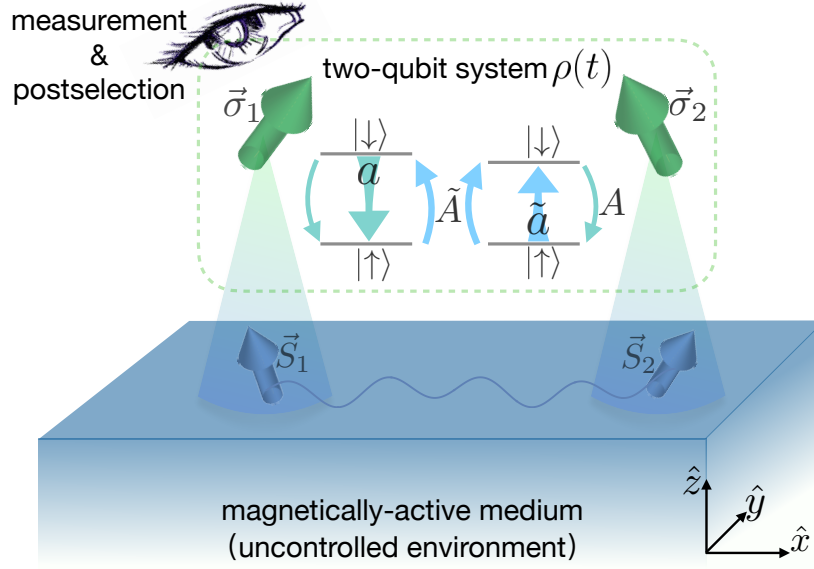 measurement
&
postselection
two-qubit system ρ(t)
σ⃗₁
σ⃗₂
|↓⟩
|↓⟩
a
Ã
ã
A
|↑⟩
|↑⟩
S⃗₁
S⃗₂
magnetically-active medium
(uncontrolled environment)
ẑ
ŷ
x̂